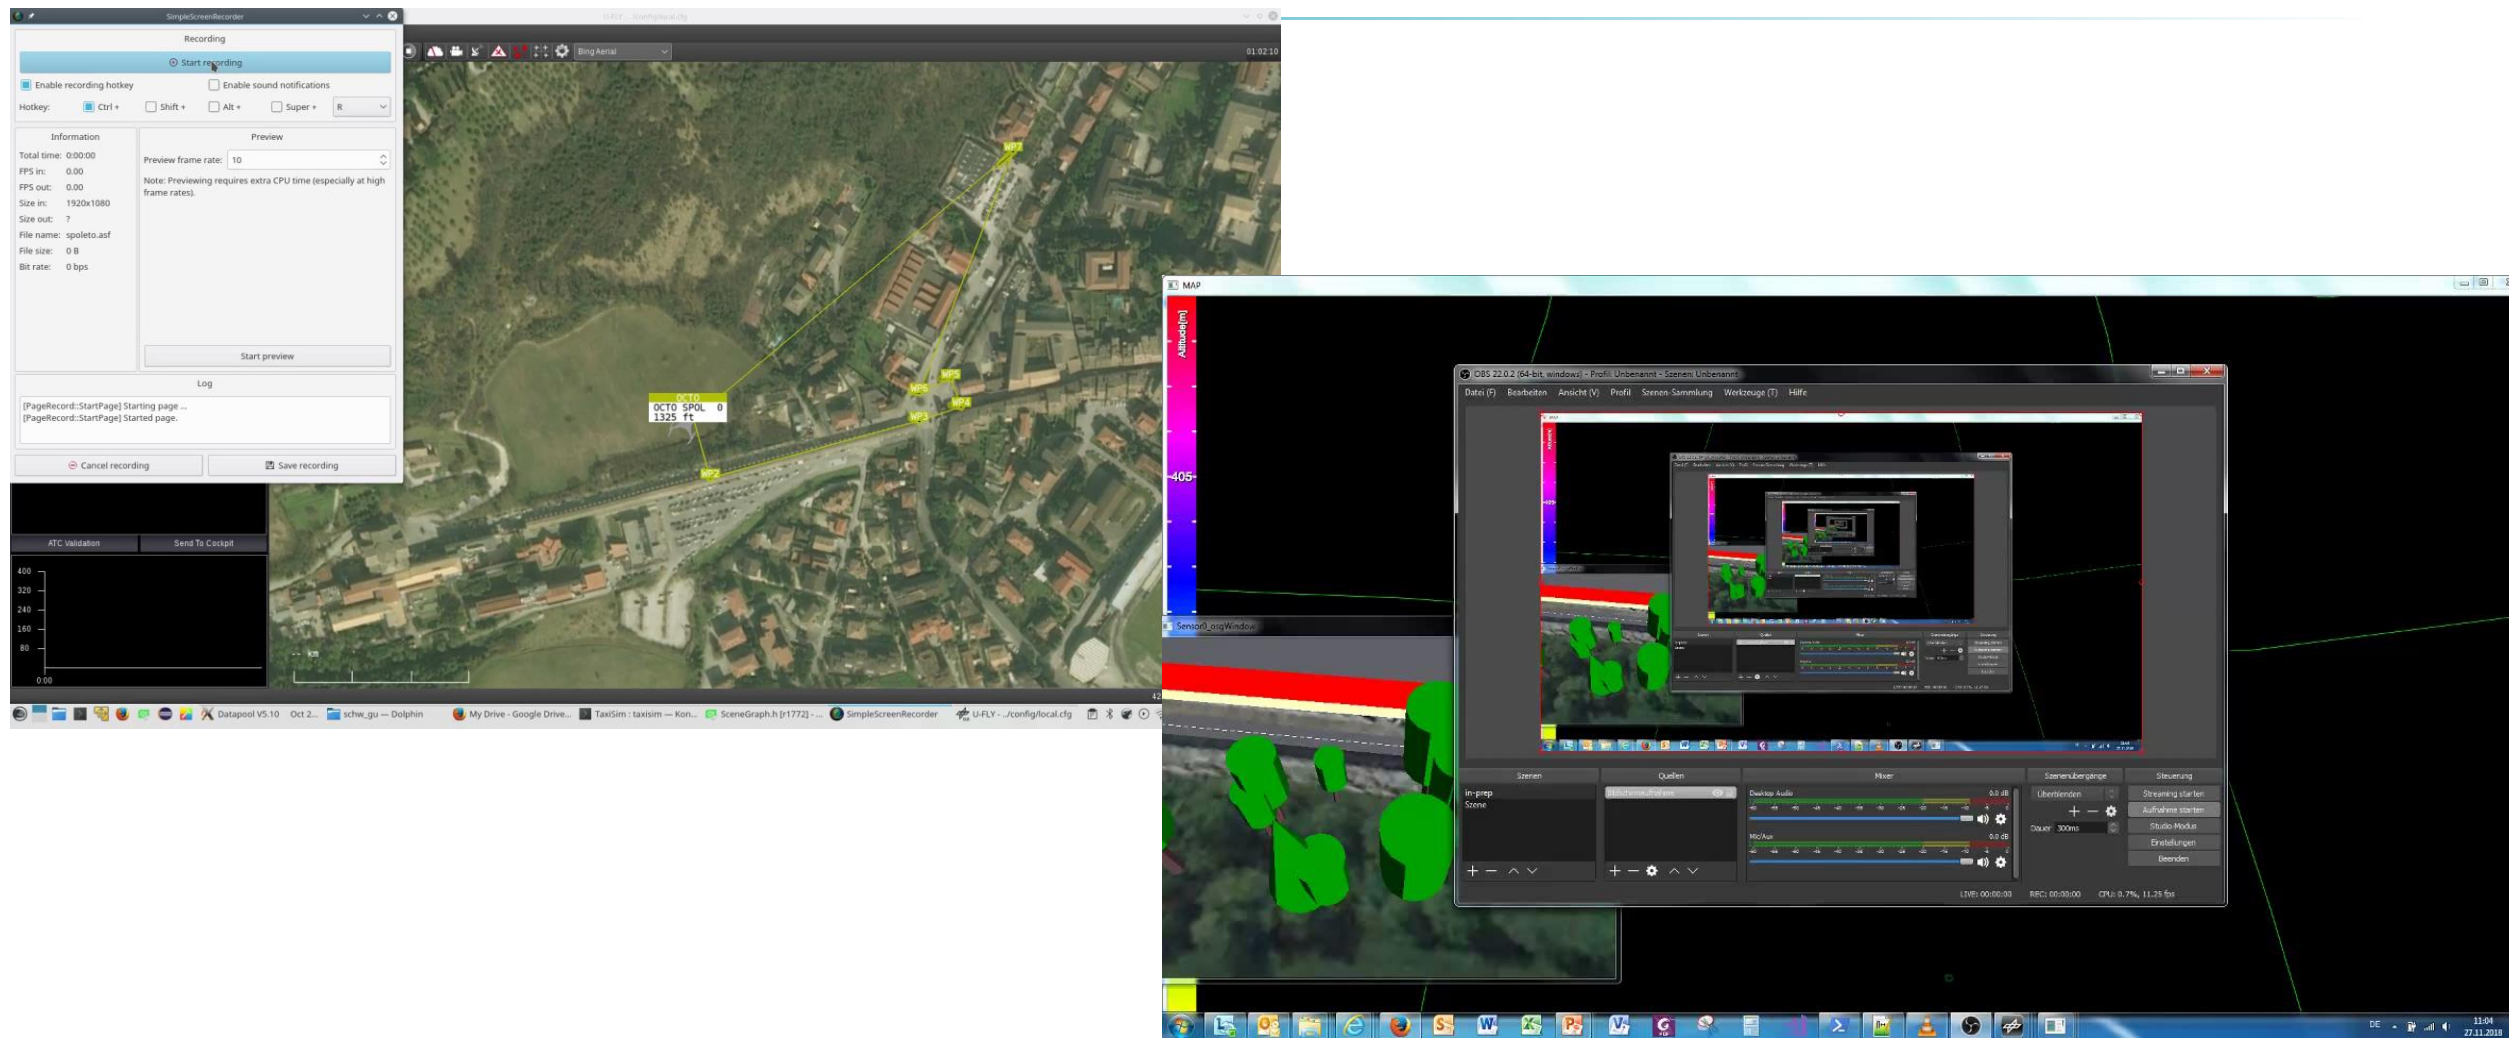 SimpleScreenRecorder
U-FLY - ../config/local.cfg
Recording
Start recording
Enable recording hotkey
Enable sound notifications
Hotkey: Ctrl + Shift + Alt + Super + R
Information
Total time: 0:00:00
FPS in: 0.00
FPS out: 0.00
Size in: 1920x1080
Size out: ?
File name: spoleto.asf
File size: 0 B
Bit rate: 0 bps
Preview
Preview frame rate: 10
Note: Previewing requires extra CPU time (especially at high
frame rates).
Start preview
Log
[PageRecord::StartPage] Starting page ...
[PageRecord::StartPage] Started page.
Cancel recording
Save recording
Bing Aerial
01:02:10
WP7
WP5
WP6
WP4
WP3
OCTO
OCTO SPOL 0
1325 ft
WP2
ATC Validation
Send To Cockpit
400
320
240
160
80
0:00
km
42
Datapool V5.10
Oct 2...
schw_gu — Dolphin
My Drive - Google Drive...
TaxiSim : taxisim — Kon...
SceneGraph.h [r1772] - ...
SimpleScreenRecorder
U-FLY - ../config/local.cfg
MAP
Altitude[m]
405
Sensor0_osgWindow
OBS 22.0.2 (64-bit, windows) - Profil: Unbenannt - Szenen: Unbenannt
Datei (F) Bearbeiten Ansicht (V) Profil Szenen-Sammlung Werkzeuge (T) Hilfe
Szenen
in-prep
Szene
Quellen
Bildschirmaufnahme
Mixer
Desktop Audio
0.0 dB
Mic/Aux
0.0 dB
Szenenübergänge
Überblenden
Dauer 300ms
Steuerung
Streaming starten
Aufnahme starten
Studio-Modus
Einstellungen
Beenden
LIVE: 00:00:00
REC: 00:00:00
CPU: 0.7%, 11.25 fps
DE
11:04
27.11.2018